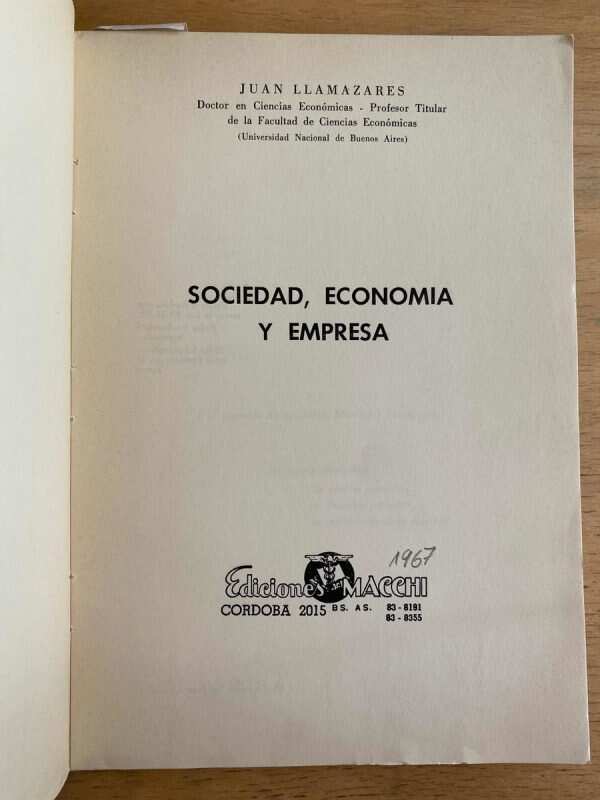 JUAN LLAMAZARES
Doctor en Ciencias Económicas - Profesor Titular
de la Facultad de Ciencias Económicas
(Universidad Nacional de Buenos Aires)
SOCIEDAD, ECONOMIA
Y EMPRESA
1967
Ediciones MACCHI
CORDOBA 2015 BS. AS. 83 - 8191
83 - 8355